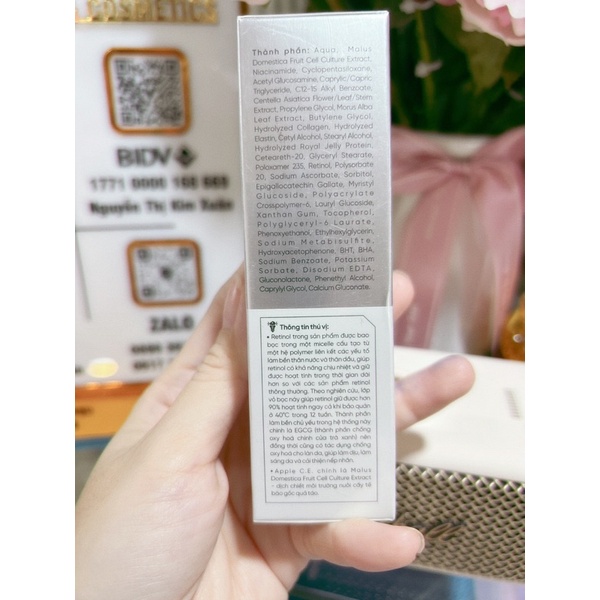 COSMETICS
BIDV
1771 0000 168 669
Nguyễn Thị Kim Xuân
ZALO
Thành phần: Aqua, Malus
Domestica Fruit Cell Culture Extract,
Niacinamide, Cyclopentasiloxane,
Acetyl Glucosamine, Caprylic/Capric
Triglyceride, C12-15 Alkyl Benzoate,
Centella Asiatica Flower/Leaf/Stem
Extract, Propylene Glycol, Morus Alba
Leaf Extract, Butylene Glycol,
Hydrolyzed Collagen, Hydrolyzed
Elastin, Cetyl Alcohol, Stearyl Alcohol,
Hydrolyzed Royal Jelly Protein,
Ceteareth-20, Glyceryl Stearate,
Poloxamer 235, Retinol, Polysorbate
20, Sodium Ascorbate, Sorbitol,
Epigallocatechin Gallate, Myristyl
Glucoside, Polyacrylate
Crosspolymer-6, Lauryl Glucoside,
Xanthan Gum, Tocopherol,
Polyglyceryl-6 Laurate,
Phenoxyethanol, Ethylhexylglycerin,
Sodium Metabisulfite,
Hydroxyacetophenone, BHT, BHA,
Sodium Benzoate, Potassium
Sorbate, Disodium EDTA,
Gluconolactone, Phenethyl Alcohol,
Caprylyl Glycol, Calcium Gluconate.
Thông tin thú vị:
• Retinol trong sản phẩm được bao
bọc trong một micelle cấu tạo từ
một hệ polymer liên kết các yếu tố
làm bền thân nước và thân dầu, giúp
retinol có khả năng chịu nhiệt và giữ
được hoạt tính trong thời gian dài
hơn so với các sản phẩm retinol
thông thường. Theo nghiên cứu, lớp
vỏ bọc này giúp retinol giữ được hơn
90% hoạt tính ngay cả khi bảo quản
ở 40°C trong 12 tuần. Thành phần
làm bền chủ yếu trong hệ thống này
chính là EGCG (thành phần chống
oxy hoá chính của trà xanh) nên
đồng thời cũng có tác dụng chống
oxy hoá cho làn da, giúp làm dịu, làm
sáng da và cải thiện nếp nhăn.
• Apple C.E. chính là Malus
Domestica Fruit Cell Culture Extract
- dịch chiết môi trường nuôi cấy tế
bào gốc quả táo.